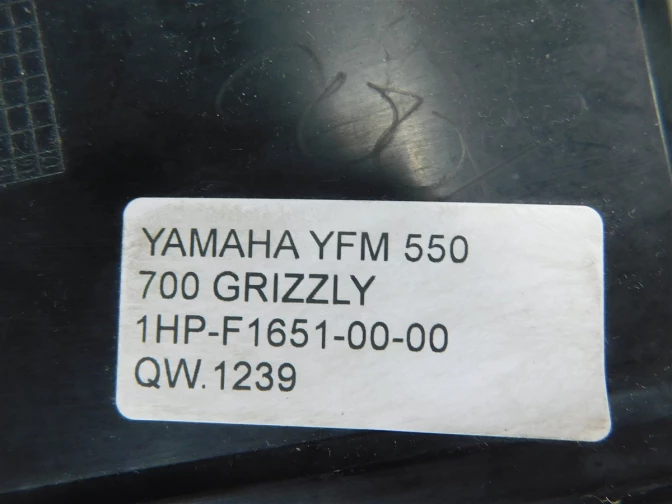 YAMAHA YFM 550
700 GRIZZLY
1HP-F1651-00-00
QW.1239